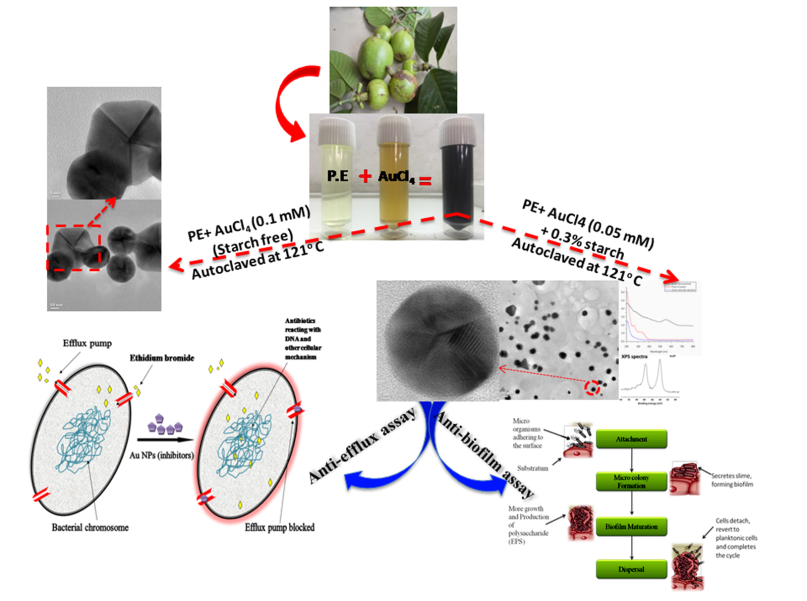 P.E + AuCl4 =
PE+ AuCl4 (0.1 mM)
(Starch free)
Autoclaved at 121o C
PE+ AuCl4 (0.05 mM)
+ 0.3% starch
Autoclaved at 121o C
XPS spectra
Efflux pump
Ethidium bromide
Antibiotics
reacting with
DNA and
other cellular
mechanism
Au NPs (inhibitors)
Bacterial chromosome
Efflux pump blocked
Anti-efflux assay
Anti-biofilm assay
Micro
organisms
adhering to
the surface
Substratum
Attachment
Micro colony
Formation
Secretes slime,
forming biofilm
More growth
and Production
of
polysaccharide
(EPS)
Biofilm Maturation
Cells detach,
revert to
planktonic cells
and completes
the cycle
Dispersal